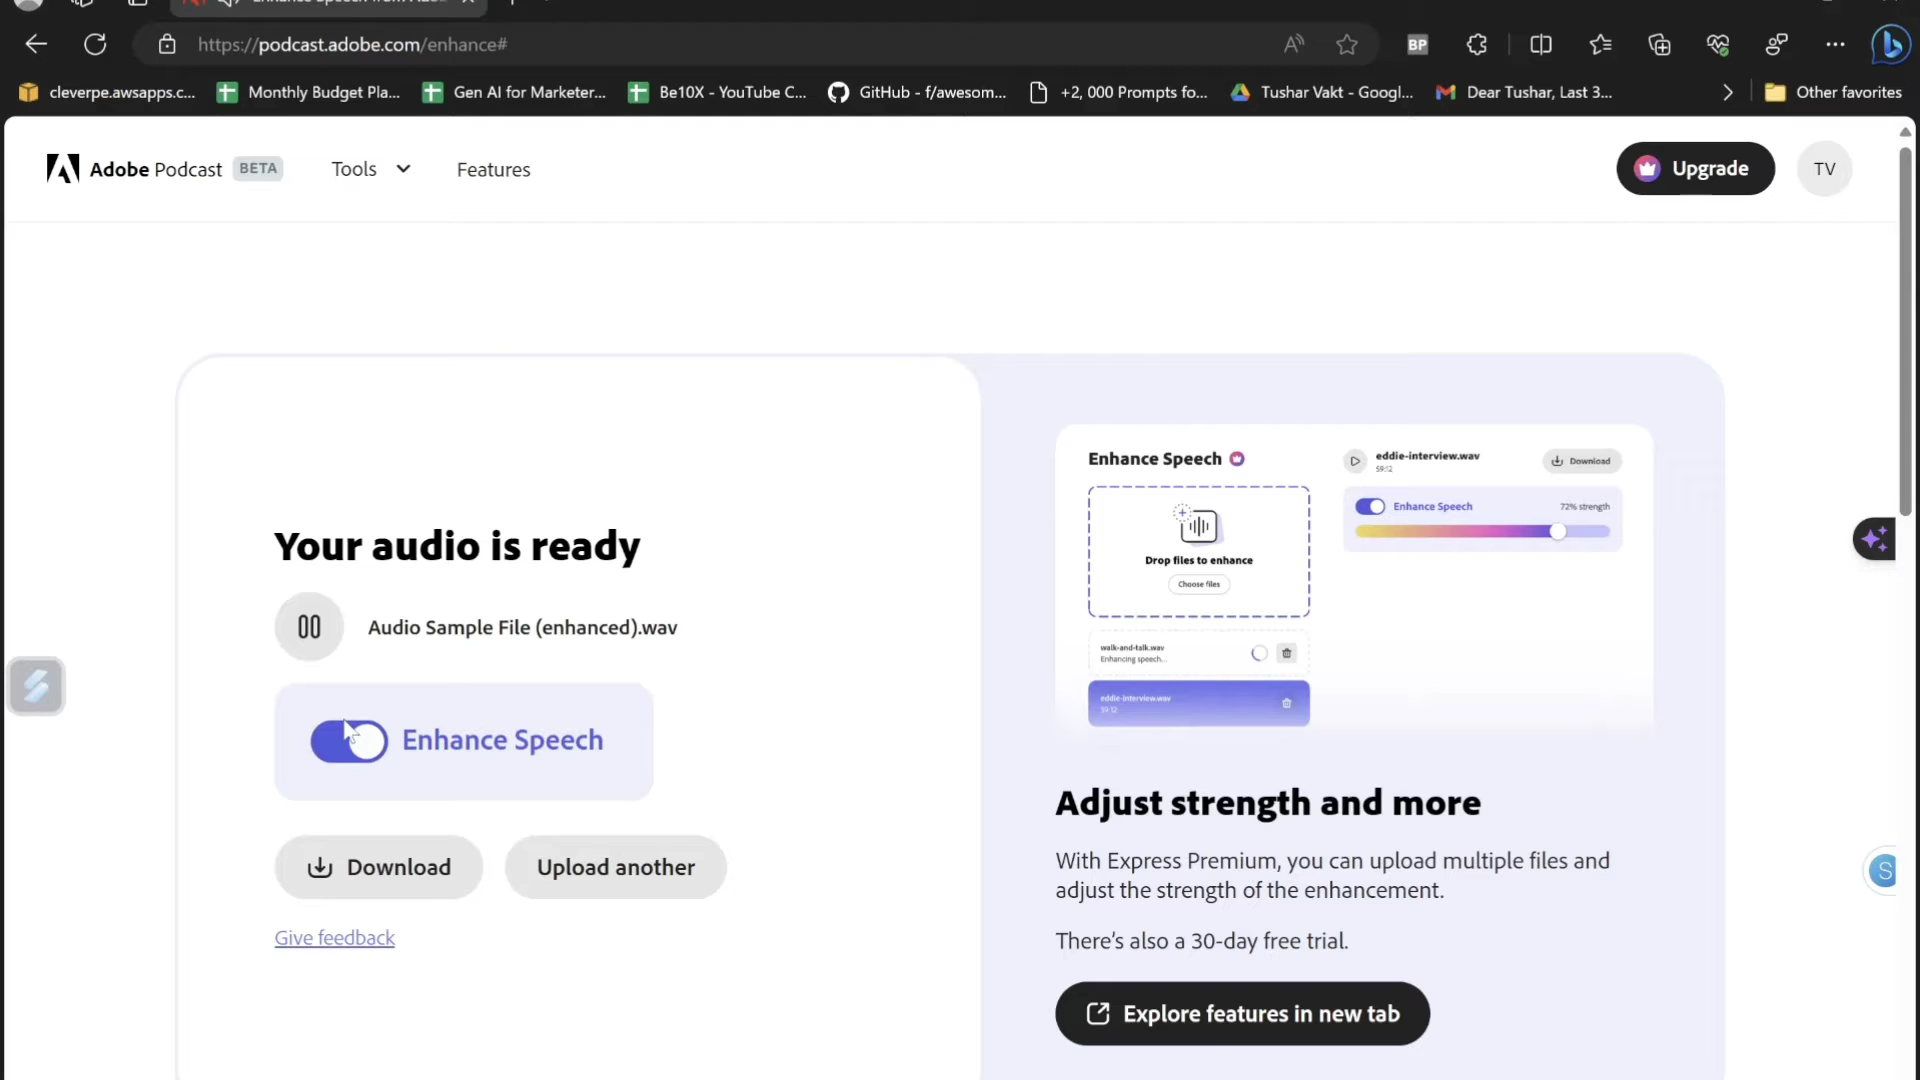 https://podcast.adobe.com/enhance#
BP
cleverpe.awsapps.c...
Monthly Budget Pla...
Gen AI for Marketer...
Be10X - YouTube C...
GitHub - f/awesom...
+2, 000 Prompts fo...
Tushar Vakt - Googl...
Dear Tushar, Last 3...
Other favorites
Adobe Podcast BETA
Tools
Features
Upgrade
TV
Your audio is ready
Audio Sample File (enhanced).wav
Enhance Speech
Download
Upload another
Give feedback
Enhance Speech
Drop files to enhance
Choose files
walk-and-talk.wav
Enhancing speech...
eddie-interview.wav
59:12
eddie-interview.wav
59:12
Download
Enhance Speech
72% strength
Adjust strength and more
With Express Premium, you can upload multiple files and
adjust the strength of the enhancement.
There's also a 30-day free trial.
Explore features in new tab
S